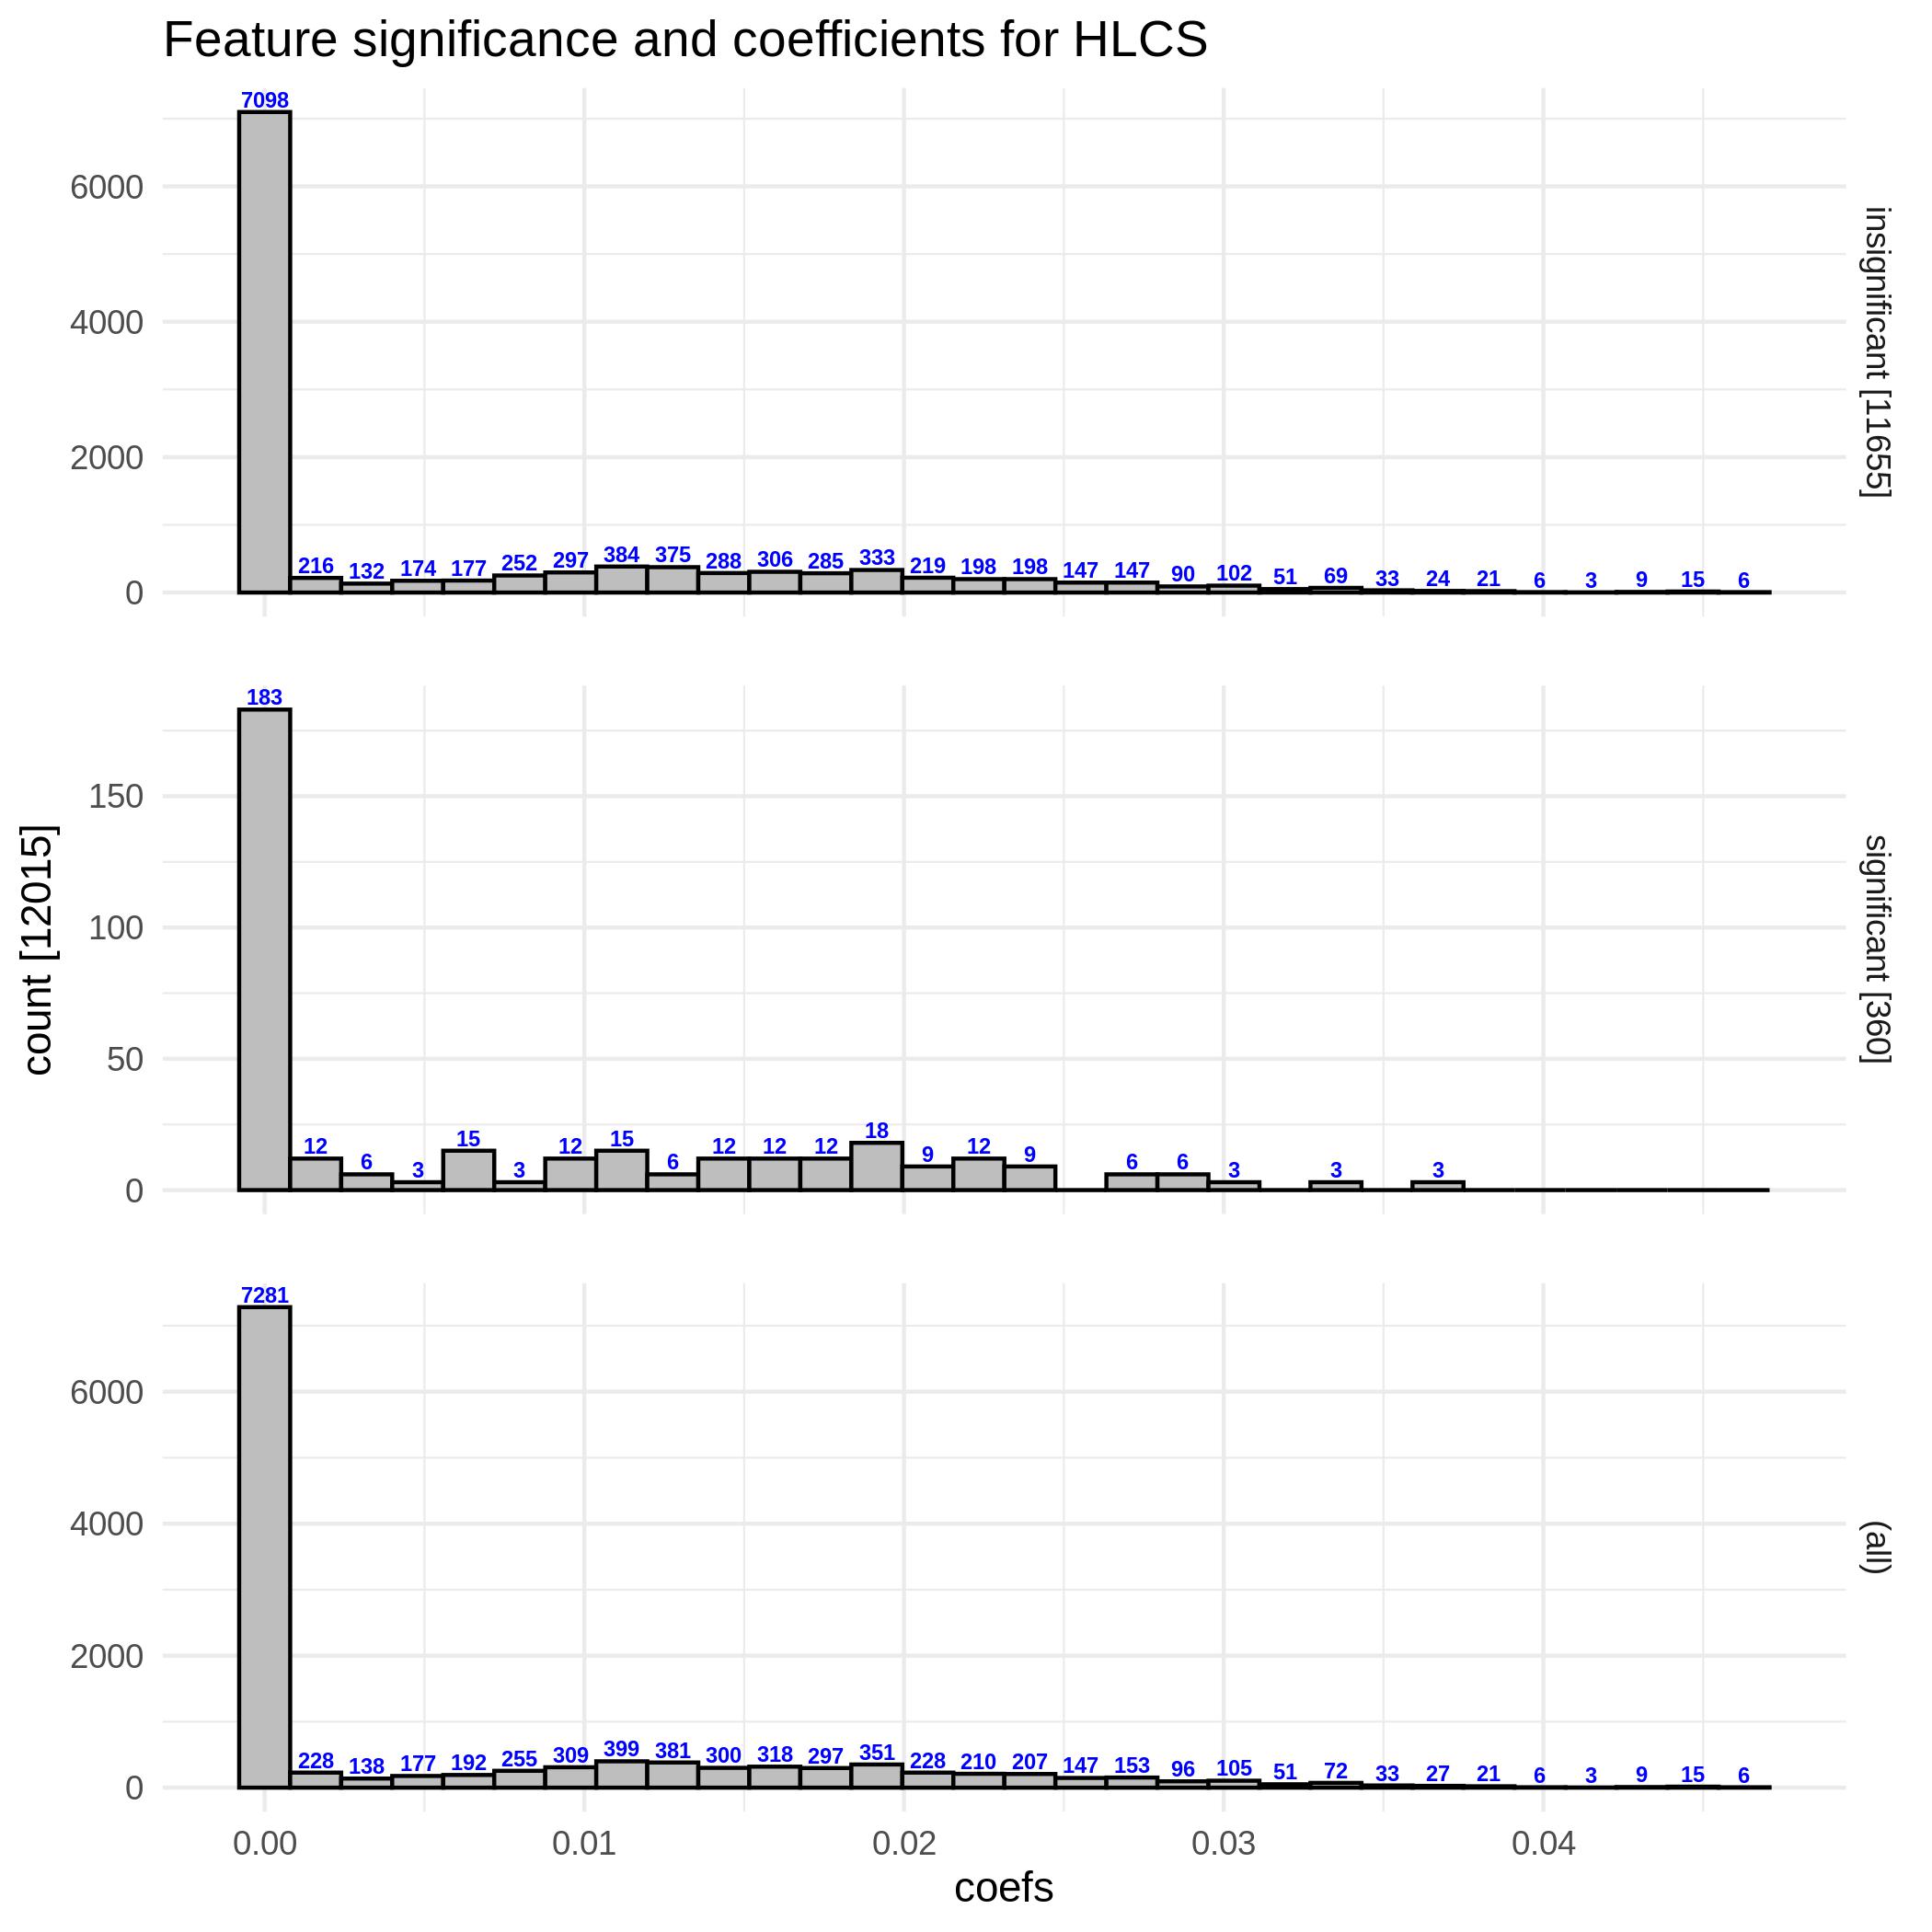 Feature significance and coefficients for HLCS
7098
6000
4000
2000
216 132 174 177 252 297 384 375 288 306 285 333 219 198 198 147 147 90 102 51 69 33 24 21 6 3 9 15 6
0
insignificant [11655]
183
150
100
50
12 6 3 15 3 12 15 6 12 12 12 18 9 12 9 6 6 3 3 3
0
significant [360]
count [12015]
7281
6000
4000
2000
228 138 177 192 255 309 399 381 300 318 297 351 228 210 207 147 153 96 105 51 72 33 27 21 6 3 9 15 6
0
(all)
0.00 0.01 0.02 0.03 0.04
coefs